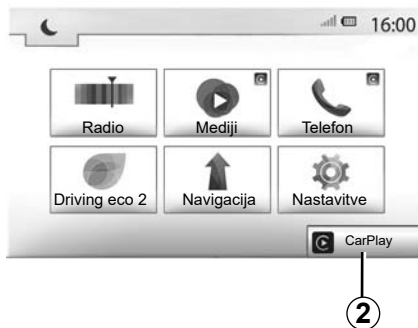 16:00
Radio
Mediji
Telefon
Driving eco 2
Navigacija
Nastavitve
CarPlay
2